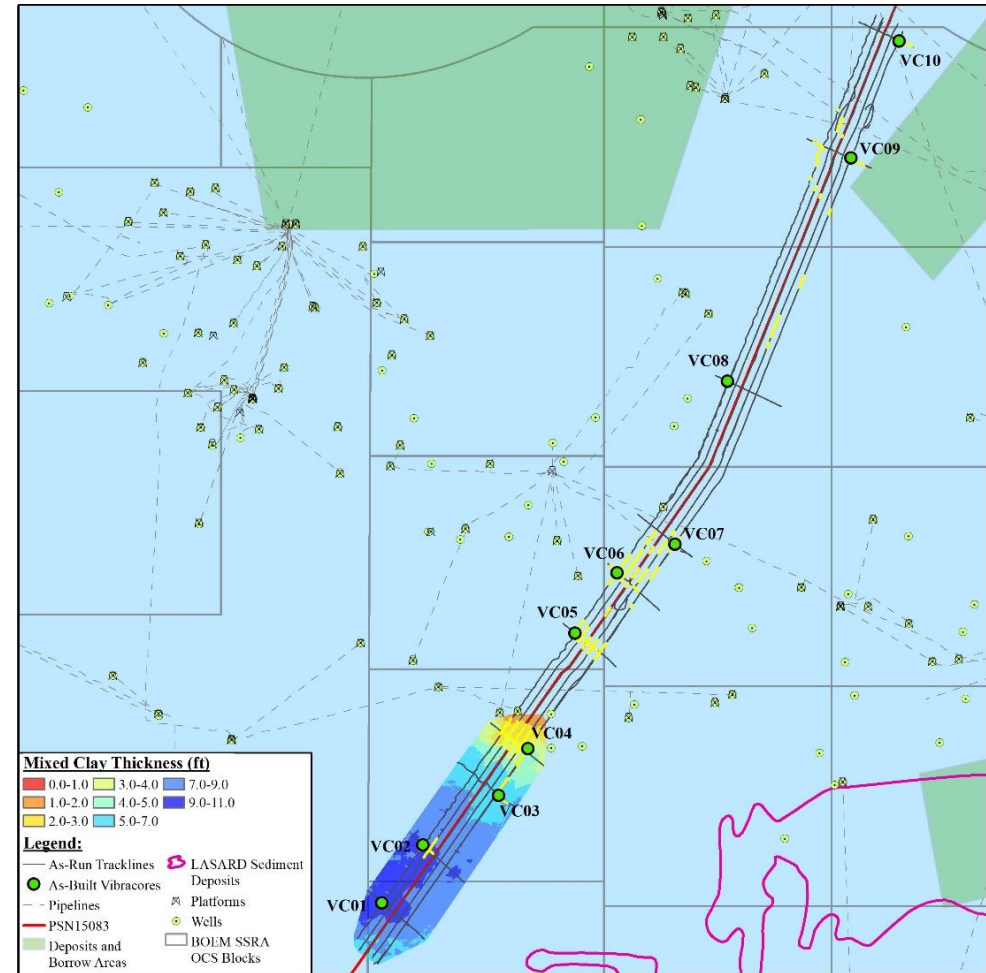 VC10
VC09
VC08
VC07
VC06
VC05
VC04
VC03
VC02
VC01
Mixed Clay Thickness (ft)
0.0-1.0 3.0-4.0 7.0-9.0
1.0-2.0 4.0-5.0 9.0-11.0
2.0-3.0 5.0-7.0
Legend:
As-Run Tracklines
As-Built Vibracores
Pipelines
PSN15083
Deposits and
Borrow Areas
LASARD Sediment
Deposits
Platforms
Wells
BOEM SSRA
OCS Blocks